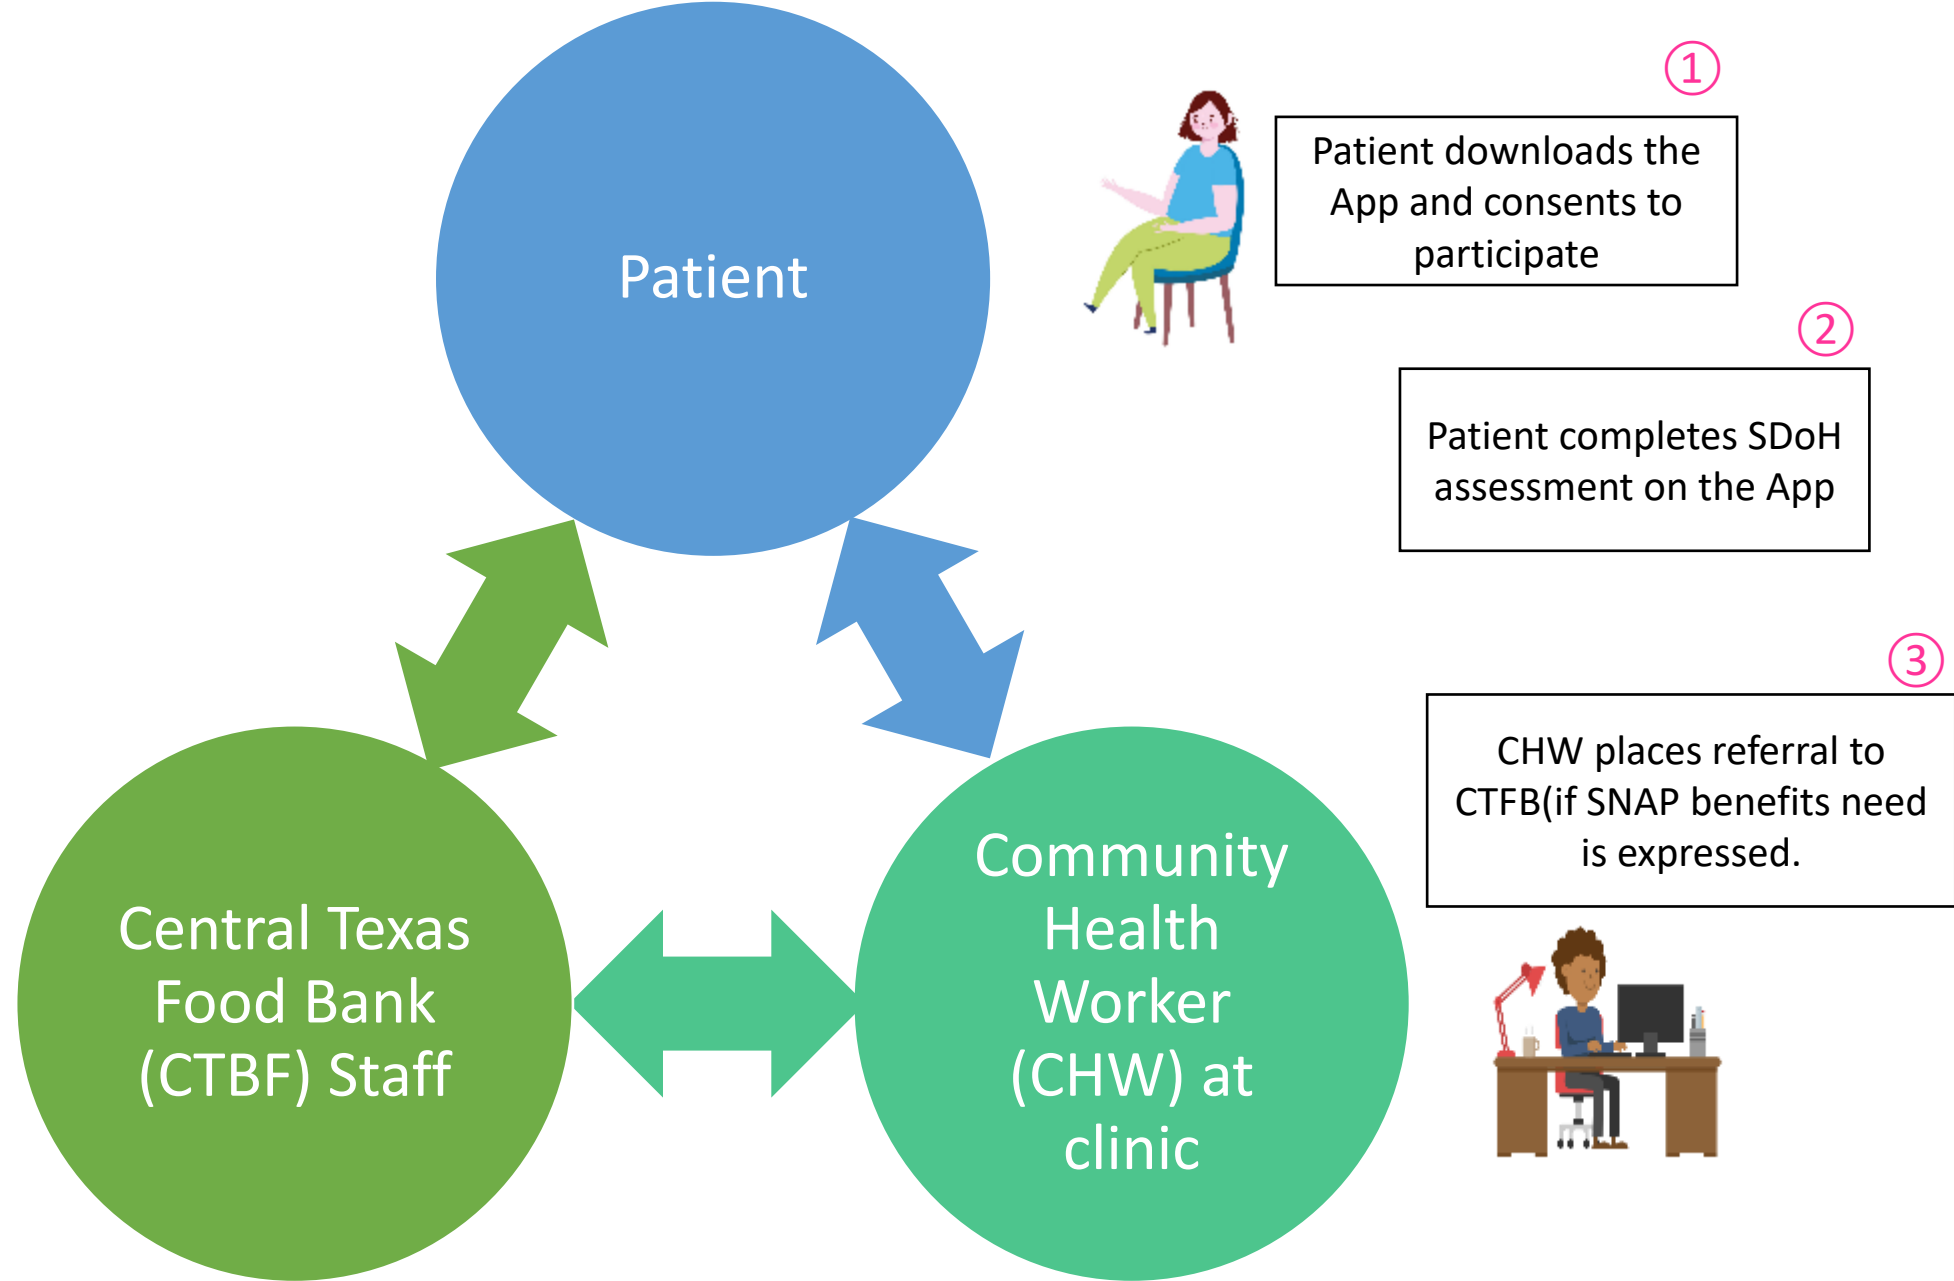 Patient
①
Patient downloads the
App and consents to
participate
②
Patient completes SDoH
assessment on the App
③
CHW places referral to
CTFB(if SNAP benefits need
is expressed.
Central Texas
Food Bank
(CTBF) Staff
Community
Health
Worker
(CHW) at
clinic